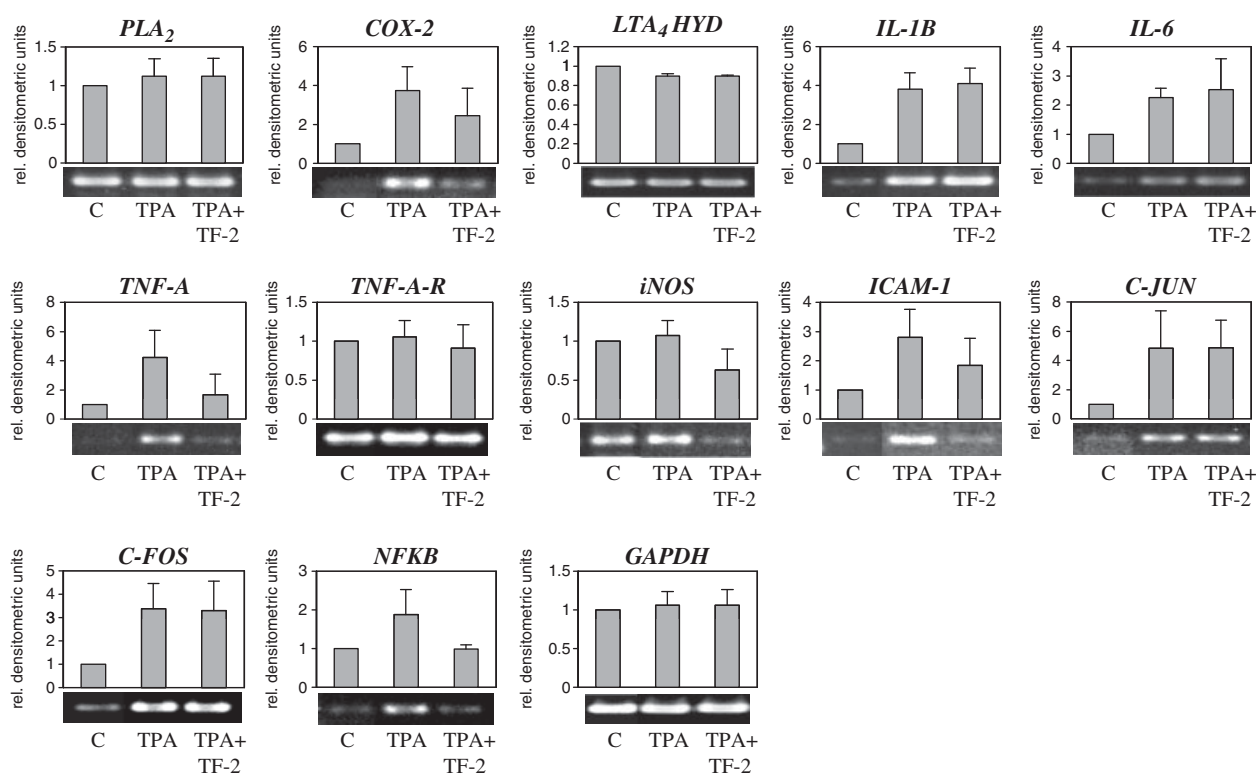 PLA2
rel. densitometric units
1.5
1
0.5
0
C TPA TPA+
TF-2
COX-2
rel. densitometric units
6
4
2
0
C TPA TPA+
TF-2
LTA4 HYD
rel. densitometric units
1.2
1
0.8
0.6
0.4
0.2
0
C TPA TPA+
TF-2
IL-1B
rel. densitometric units
6
4
2
0
C TPA TPA+
TF-2
IL-6
rel. densitometric units
4
3
2
1
0
C TPA TPA+
TF-2
TNF-A
rel. densitometric units
8
6
4
2
0
C TPA TPA+
TF-2
TNF-A-R
rel. densitometric units
1.5
1
0.5
0
C TPA TPA+
TF-2
iNOS
rel. densitometric units
1.5
1
0.5
0
C TPA TPA+
TF-2
ICAM-1
rel. densitometric units
4
3
2
1
0
C TPA TPA+
TF-2
C-JUN
rel. densitometric units
8
6
4
2
0
C TPA TPA+
TF-2
C-FOS
rel. densitometric units
5
4
3
2
1
0
C TPA TPA+
TF-2
NFKB
rel. densitometric units
3
2
1
0
C TPA TPA+
TF-2
GAPDH
rel. densitometric units
1.5
1
0.5
0
C TPA TPA+
TF-2